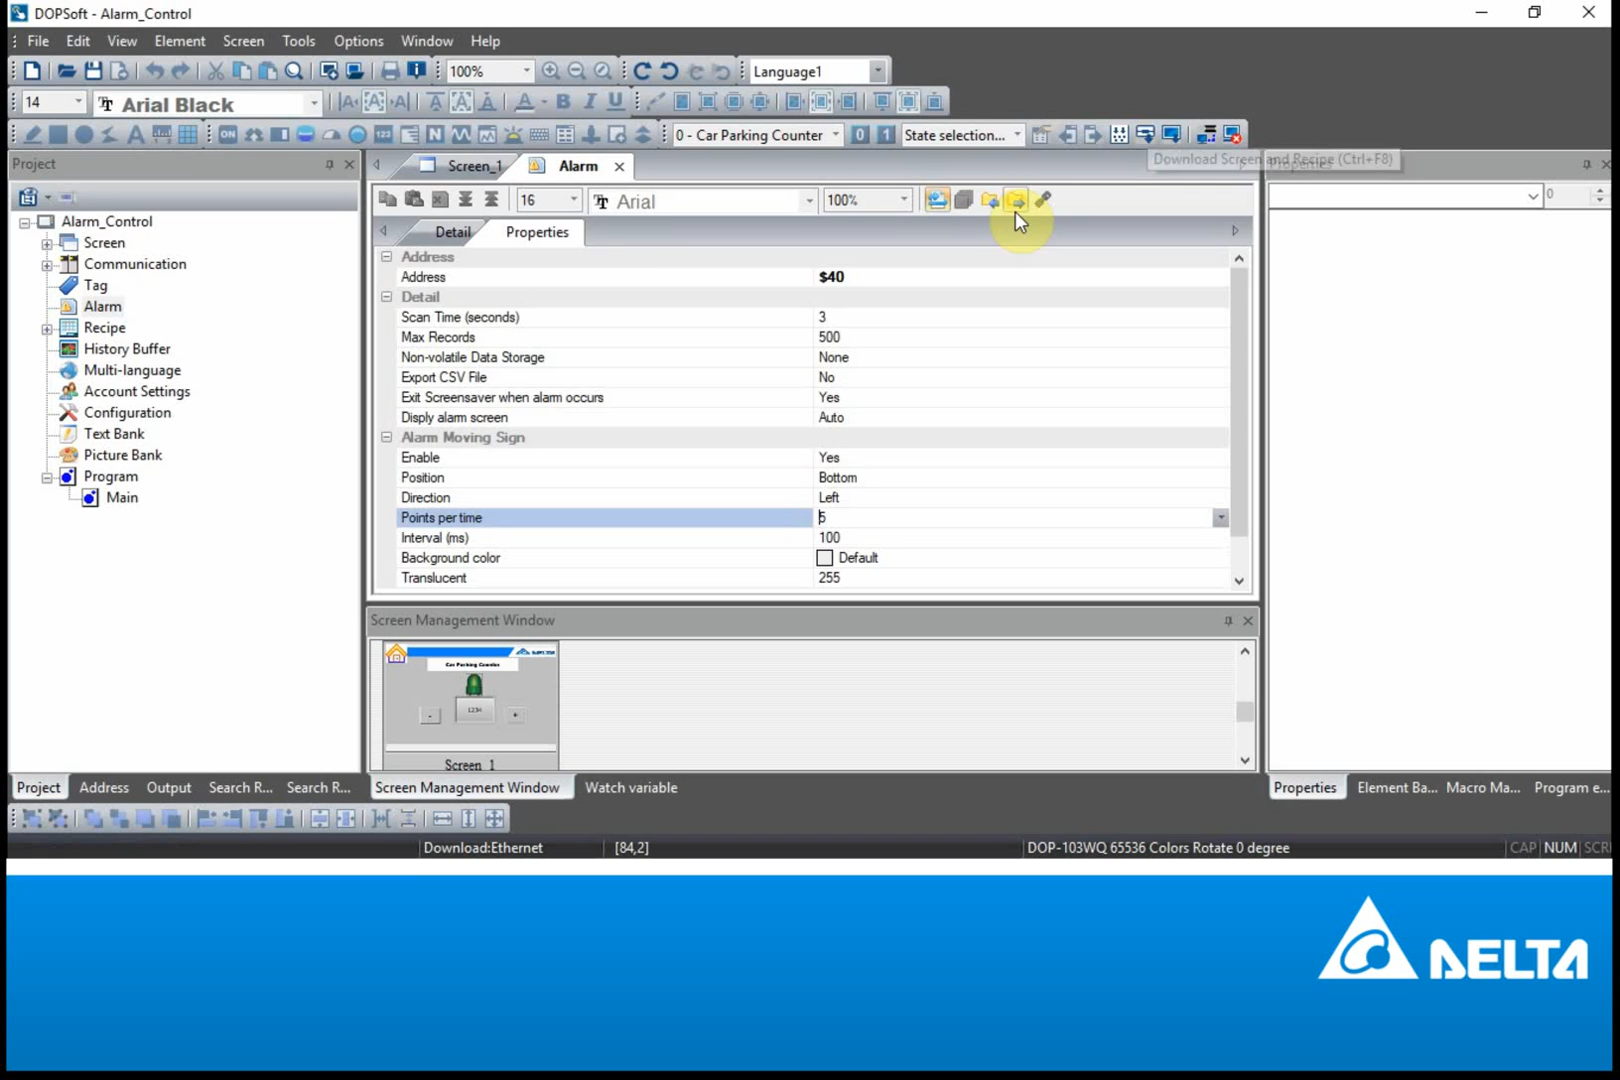 DOPSoft - Alarm_Control
File Edit View Element Screen Tools Options Window Help
100% Language1
14 Arial Black
0 - Car Parking Counter 0 1 State selection...
Download Screen and Recipe (Ctrl+F8)
Project
Screen_1 Alarm
16 Arial 100%
0
Detail Properties
Alarm_Control
Screen
Communication
Tag
Alarm
Recipe
History Buffer
Multi-language
Account Settings
Configuration
Text Bank
Picture Bank
Program
Main
Address
Address $40
Detail
Scan Time (seconds) 3
Max Records 500
Non-volatile Data Storage None
Export CSV File No
Exit Screensaver when alarm occurs Yes
Disply alarm screen Auto
Alarm Moving Sign
Enable Yes
Position Bottom
Direction Left
Points per time 5
Interval (ms) 100
Background color Default
Translucent 255
Screen Management Window
Car Parking Counter
1234
- +
Screen_1
Project Address Output Search R... Search R... Screen Management Window Watch variable Properties Element Ba... Macro Ma... Program e...
Download:Ethernet [84,2] DOP-103WQ 65536 Colors Rotate 0 degree CAP NUM SCR
DELTA